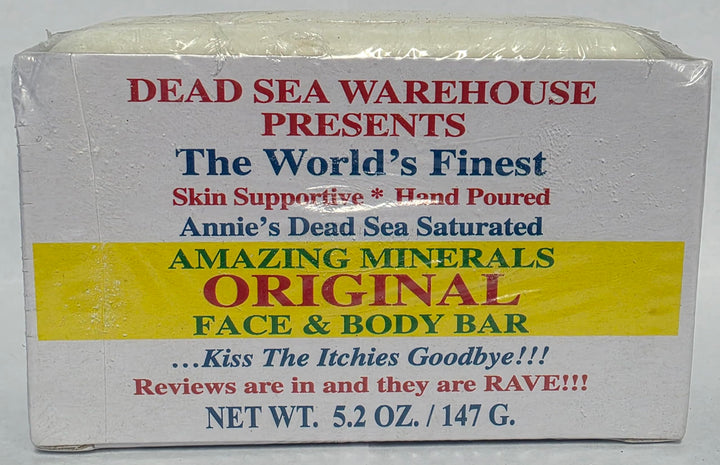 DEAD SEA WAREHOUSE
PRESENTS
The World's Finest
Skin Supportive * Hand Poured
Annie's Dead Sea Saturated
AMAZING MINERALS
ORIGINAL
FACE & BODY BAR
...Kiss The Itchies Goodbye!!!
Reviews are in and they are RAVE!!!
NET WT. 5.2 OZ. / 147 G.